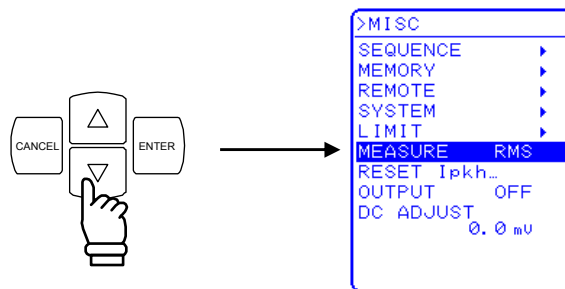 CANCEL
ENTER
>MISC
SEQUENCE
MEMORY
REMOTE
SYSTEM
LIMIT
MEASURE RMS
RESET Ipkh…
OUTPUT OFF
DC ADJUST
0.0 mV